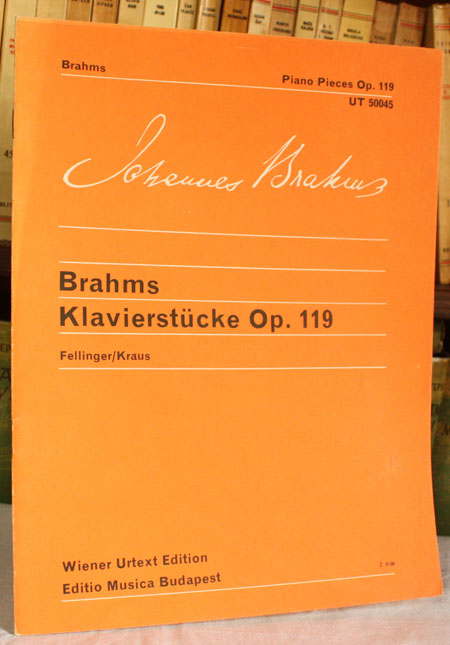 Brahms
Piano Pieces Op. 119
UT 50045
Johannes Brahms
Brahms
Klavierstücke Op. 119
Fellinger/Kraus
Wiener Urtext Edition
Editio Musica Budapest